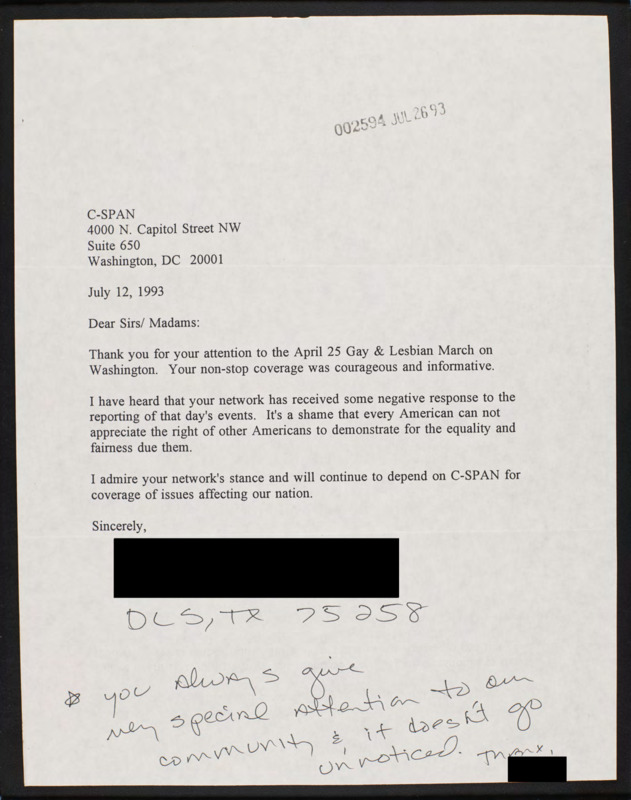 002594 JUL 26 93
C-SPAN
4000 N. Capitol Street NW
Suite 650
Washington, DC 20001
July 12, 1993
Dear Sirs/ Madams:
Thank you for your attention to the April 25 Gay & Lesbian March on
Washington. Your non-stop coverage was courageous and informative.
I have heard that your network has received some negative response to the
reporting of that day's events. It's a shame that every American can not
appreciate the right of other Americans to demonstrate for the equality and
fairness due them.
I admire your network's stance and will continue to depend on C-SPAN for
coverage of issues affecting our nation.
Sincerely,
DLS, TX 75258
you always give
very special attention to our
community & it doesn't go
unnoticed. Thanx,